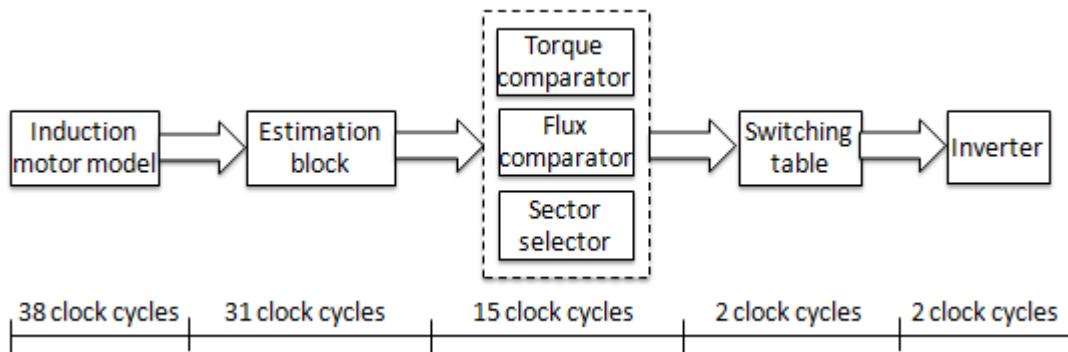 Induction
motor model
Estimation
block
Torque
comparator
Flux
comparator
Sector
selector
Switching
table
Inverter
38 clock cycles
31 clock cycles
15 clock cycles
2 clock cycles
2 clock cycles